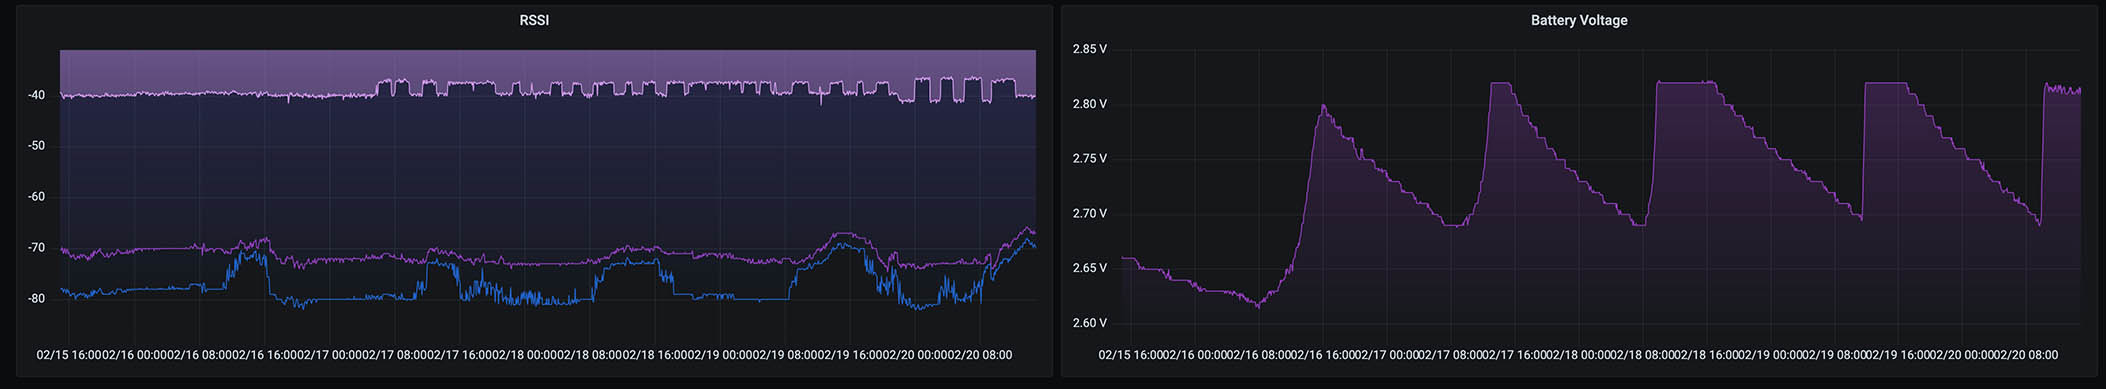 RSSI
-40
-50
-60
-70
-80
02/15 16:00 02/16 00:00 02/16 08:00 02/16 16:00 02/17 00:00 02/17 08:00 02/17 16:00 02/18 00:00 02/18 08:00 02/18 16:00 02/19 00:00 02/19 08:00 02/19 16:00 02/20 00:00 02/20 08:00
Battery Voltage
2.85 V
2.80 V
2.75 V
2.70 V
2.65 V
2.60 V
02/15 16:00 02/16 00:00 02/16 08:00 02/16 16:00 02/17 00:00 02/17 08:00 02/17 16:00 02/18 00:00 02/18 08:00 02/18 16:00 02/19 00:00 02/19 08:00 02/19 16:00 02/20 00:00 02/20 08:00